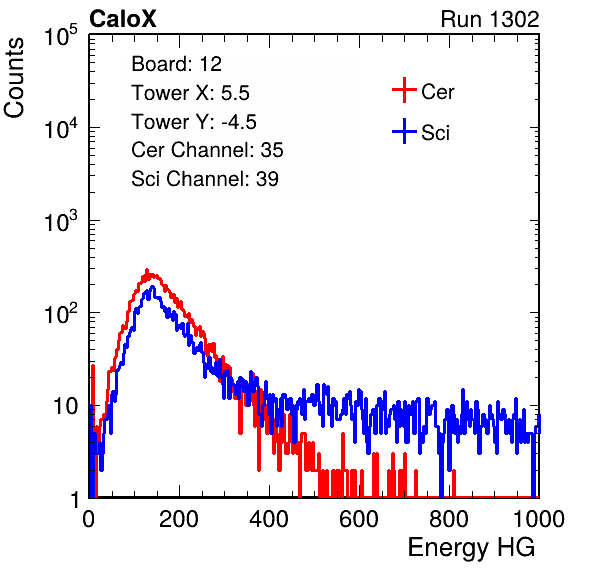 CaloX Run 1302
Board: 12
Tower X: 5.5
Tower Y: -4.5
Cer Channel: 35
Sci Channel: 39
Cer
Sci
Counts
10^5
10^4
10^3
10^2
10
1
0 200 400 600 800 1000
Energy HG